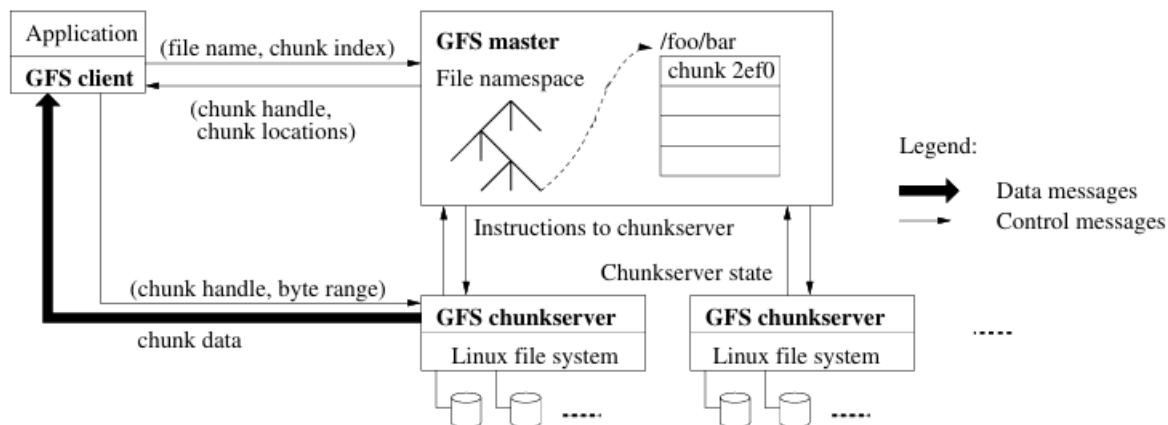 Application
GFS client
(file name, chunk index)
(chunk handle,
chunk locations)
GFS master
File namespace
/foo/bar
chunk 2ef0
Legend:
Data messages
Control messages
Instructions to chunkserver
Chunkserver state
(chunk handle, byte range)
chunk data
GFS chunkserver
Linux file system
GFS chunkserver
Linux file system